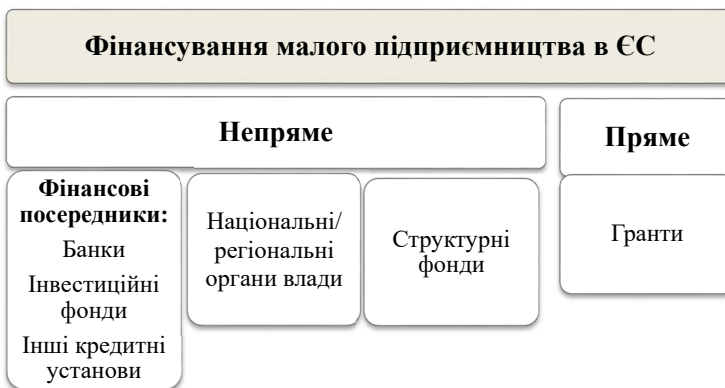 Фінансування малого підприємництва в ЄС
Непряме
Пряме
Фінансові
посередники:
Банки
Інвестиційні
фонди
Інші кредитні
установи
Національні/
регіональні
органи влади
Структурні
фонди
Гранти